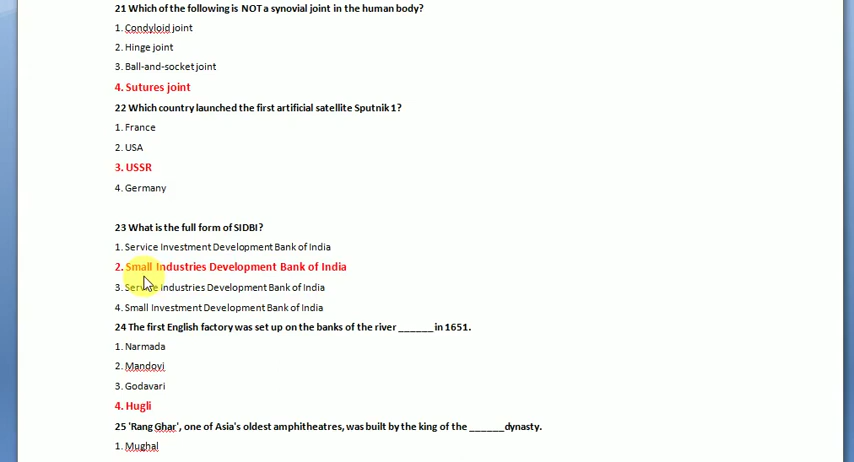 21 Which of the following is NOT a synovial joint in the human body?
1. Condyloid joint
2. Hinge joint
3. Ball-and-socket joint
4. Sutures joint
22 Which country launched the first artificial satellite Sputnik 1?
1. France
2. USA
3. USSR
4. Germany
23 What is the full form of SIDBI?
1. Service Investment Development Bank of India
2. Small Industries Development Bank of India
3. Service industries Development Bank of India
4. Small Investment Development Bank of India
24 The first English factory was set up on the banks of the river ______ in 1651.
1. Narmada
2. Mandovi
3. Godavari
4. Hugli
25 'Rang Ghar', one of Asia's oldest amphitheatres, was built by the king of the ______dynasty.
1. Mughal